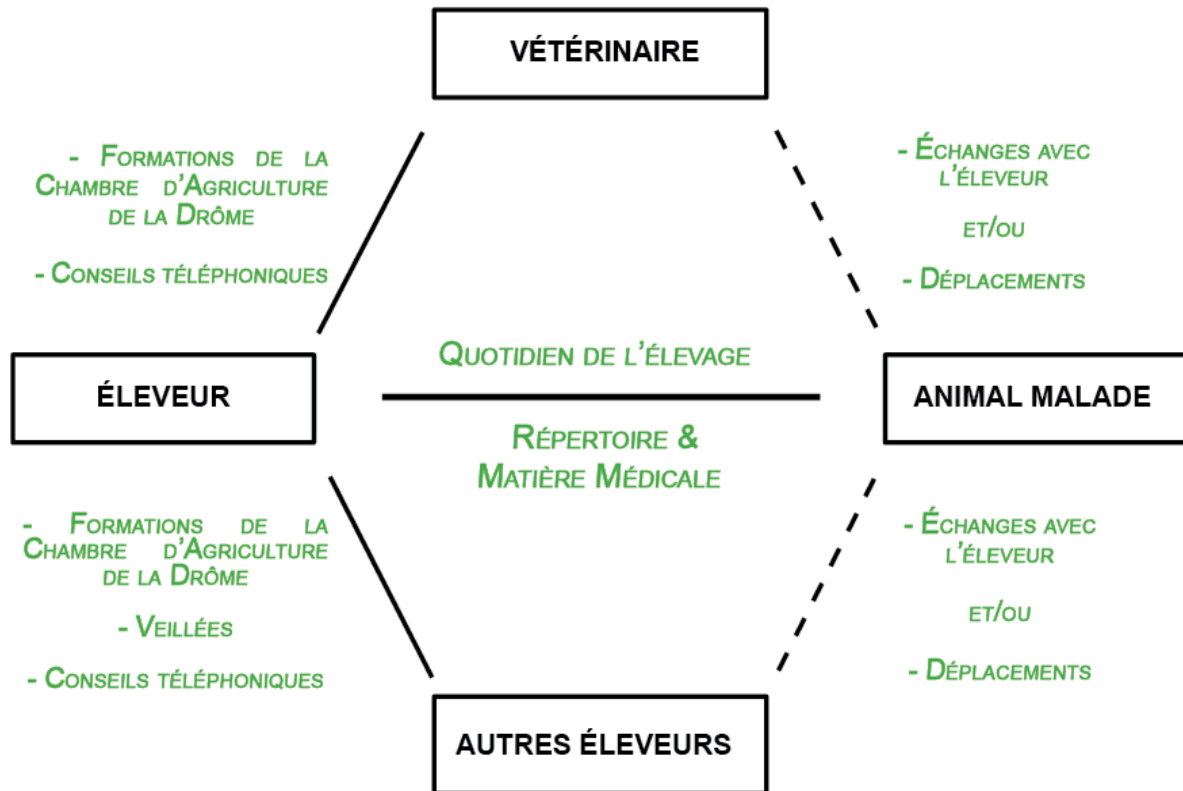 VÉTÉRINAIRE
- FORMATIONS DE LA
CHAMBRE D'AGRICULTURE
DE LA DRÔME
- CONSEILS TÉLÉPHONIQUES
- ÉCHANGES AVEC
L'ÉLEVEUR
ET/OU
- DÉPLACEMENTS
ÉLEVEUR
QUOTIDIEN DE L'ÉLEVAGE
RÉPERTOIRE &
MATIÈRE MÉDICALE
ANIMAL MALADE
- FORMATIONS DE LA
CHAMBRE D'AGRICULTURE
DE LA DRÔME
- VEILLÉES
- CONSEILS TÉLÉPHONIQUES
- ÉCHANGES AVEC
L'ÉLEVEUR
ET/OU
- DÉPLACEMENTS
AUTRES ÉLEVEURS